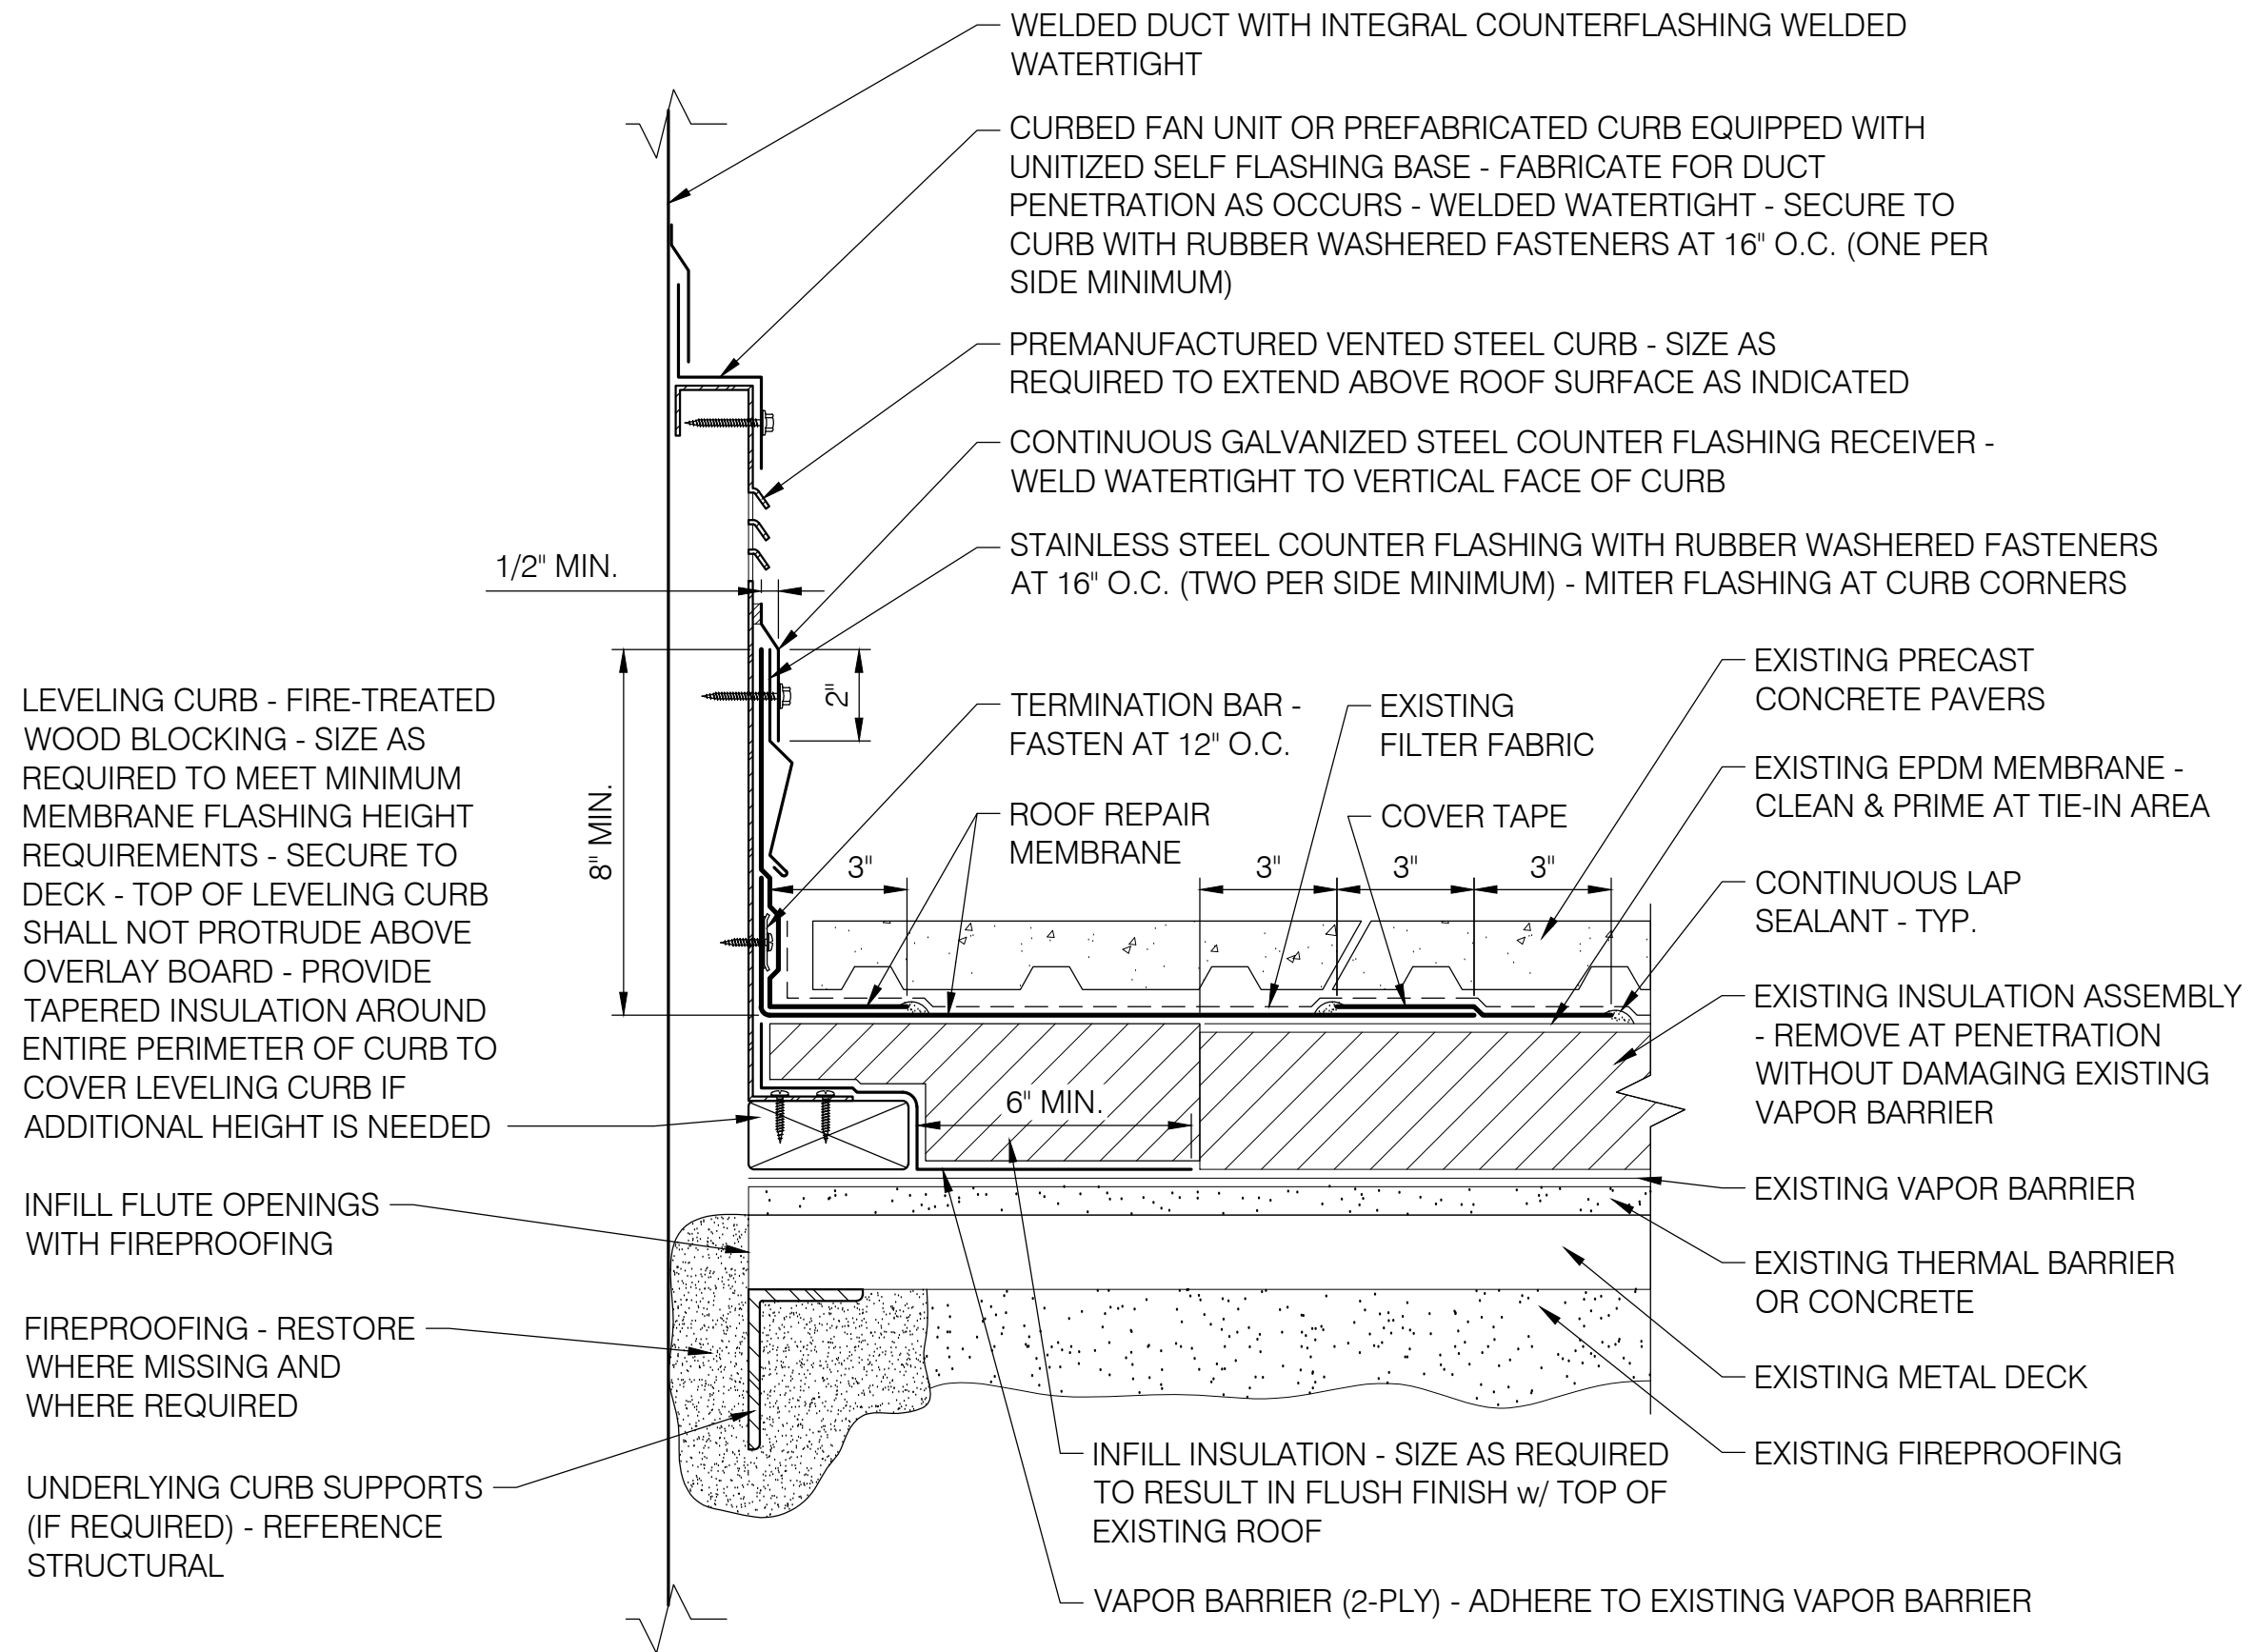 WELDED DUCT WITH INTEGRAL COUNTERFLASHING WELDED
WATERTIGHT
CURBED FAN UNIT OR PREFABRICATED CURB EQUIPPED WITH
UNITIZED SELF FLASHING BASE - FABRICATE FOR DUCT
PENETRATION AS OCCURS - WELDED WATERTIGHT - SECURE TO
CURB WITH RUBBER WASHERED FASTENERS AT 16" O.C. (ONE PER
SIDE MINIMUM)
PREMANUFACTURED VENTED STEEL CURB - SIZE AS
REQUIRED TO EXTEND ABOVE ROOF SURFACE AS INDICATED
CONTINUOUS GALVANIZED STEEL COUNTER FLASHING RECEIVER -
WELD WATERTIGHT TO VERTICAL FACE OF CURB
STAINLESS STEEL COUNTER FLASHING WITH RUBBER WASHERED FASTENERS
AT 16" O.C. (TWO PER SIDE MINIMUM) - MITER FLASHING AT CURB CORNERS
1/2" MIN.
8" MIN.
2"
LEVELING CURB - FIRE-TREATED
WOOD BLOCKING - SIZE AS
REQUIRED TO MEET MINIMUM
MEMBRANE FLASHING HEIGHT
REQUIREMENTS - SECURE TO
DECK - TOP OF LEVELING CURB
SHALL NOT PROTRUDE ABOVE
OVERLAY BOARD - PROVIDE
TAPERED INSULATION AROUND
ENTIRE PERIMETER OF CURB TO
COVER LEVELING CURB IF
ADDITIONAL HEIGHT IS NEEDED
INFILL FLUTE OPENINGS
WITH FIREPROOFING
FIREPROOFING - RESTORE
WHERE MISSING AND
WHERE REQUIRED
UNDERLYING CURB SUPPORTS
(IF REQUIRED) - REFERENCE
STRUCTURAL
TERMINATION BAR -
FASTEN AT 12" O.C.
ROOF REPAIR
MEMBRANE
EXISTING
FILTER FABRIC
COVER TAPE
3"
3"
3"
3"
6" MIN.
EXISTING PRECAST
CONCRETE PAVERS
EXISTING EPDM MEMBRANE -
CLEAN & PRIME AT TIE-IN AREA
CONTINUOUS LAP
SEALANT - TYP.
EXISTING INSULATION ASSEMBLY
- REMOVE AT PENETRATION
WITHOUT DAMAGING EXISTING
VAPOR BARRIER
EXISTING VAPOR BARRIER
EXISTING THERMAL BARRIER
OR CONCRETE
EXISTING METAL DECK
EXISTING FIREPROOFING
INFILL INSULATION - SIZE AS REQUIRED
TO RESULT IN FLUSH FINISH w/ TOP OF
EXISTING ROOF
VAPOR BARRIER (2-PLY) - ADHERE TO EXISTING VAPOR BARRIER